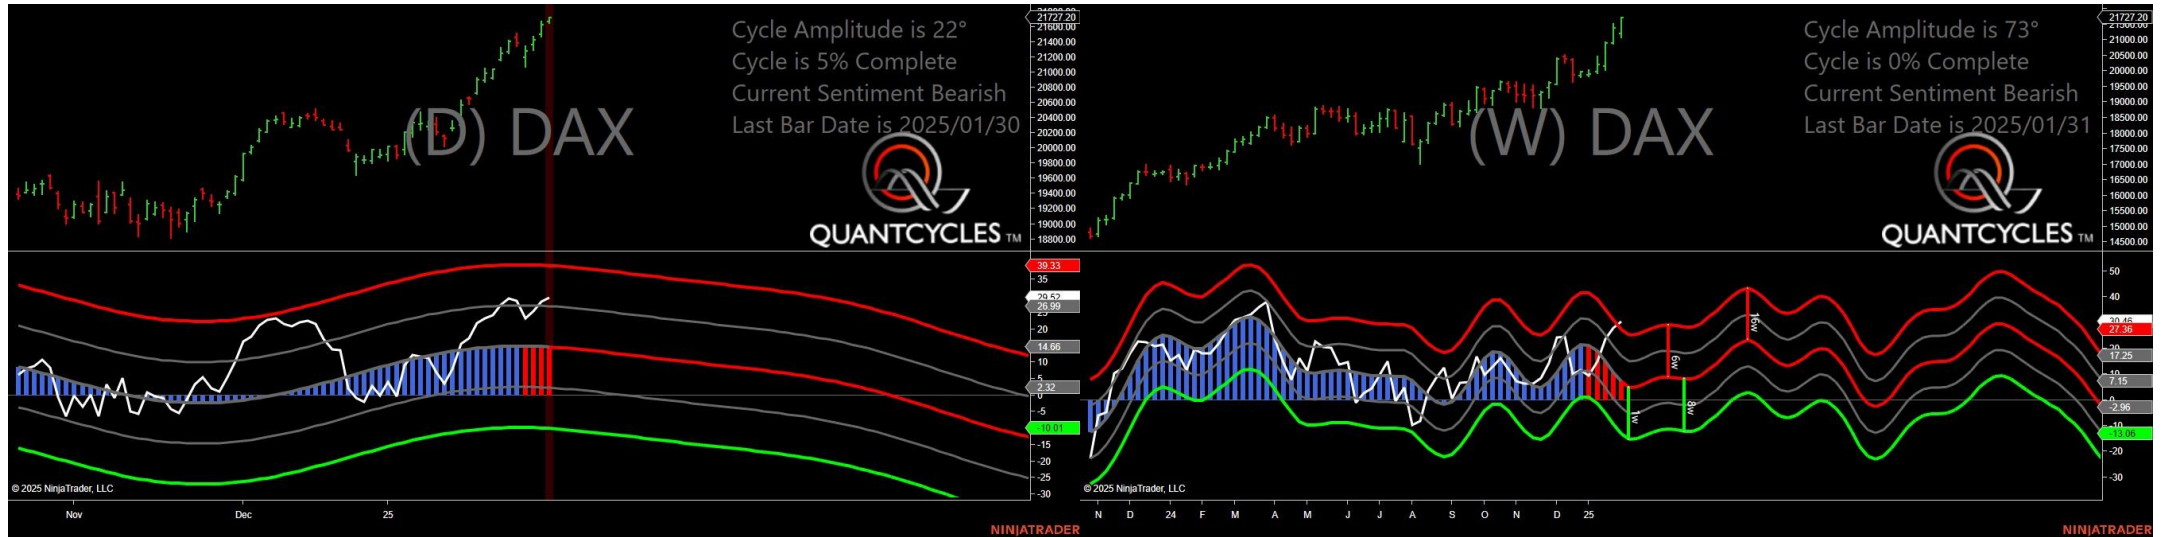 Cycle Amplitude is 22°
Cycle is 5% Complete
Current Sentiment Bearish
Last Bar Date is 2025/01/30
(D) DAX
QUANTCYCLES TM
21727.20
21600.00
21400.00
21200.00
21000.00
20800.00
20600.00
20400.00
20200.00
20000.00
19800.00
19600.00
19400.00
19200.00
19000.00
18800.00
39.33
35
29.52
26.99
20
14.66
10
5
2.32
0
-5
-10.01
-15
-20
-25
-30
© 2025 NinjaTrader, LLC
Nov
Dec
25
NINJATRADER
Cycle Amplitude is 73°
Cycle is 0% Complete
Current Sentiment Bearish
Last Bar Date is 2025/01/31
(W) DAX
QUANTCYCLES TM
21727.20
21000.00
20500.00
20000.00
19500.00
19000.00
18500.00
18000.00
17500.00
17000.00
16500.00
16000.00
15500.00
15000.00
14500.00
50
40
30.46
27.36
17.25
7.15
-2.96
-13.06
-20
-30
1w
6w
8w
16w
© 2025 NinjaTrader, LLC
N D 24 F M A M J J A S O N D 25
NINJATRADER